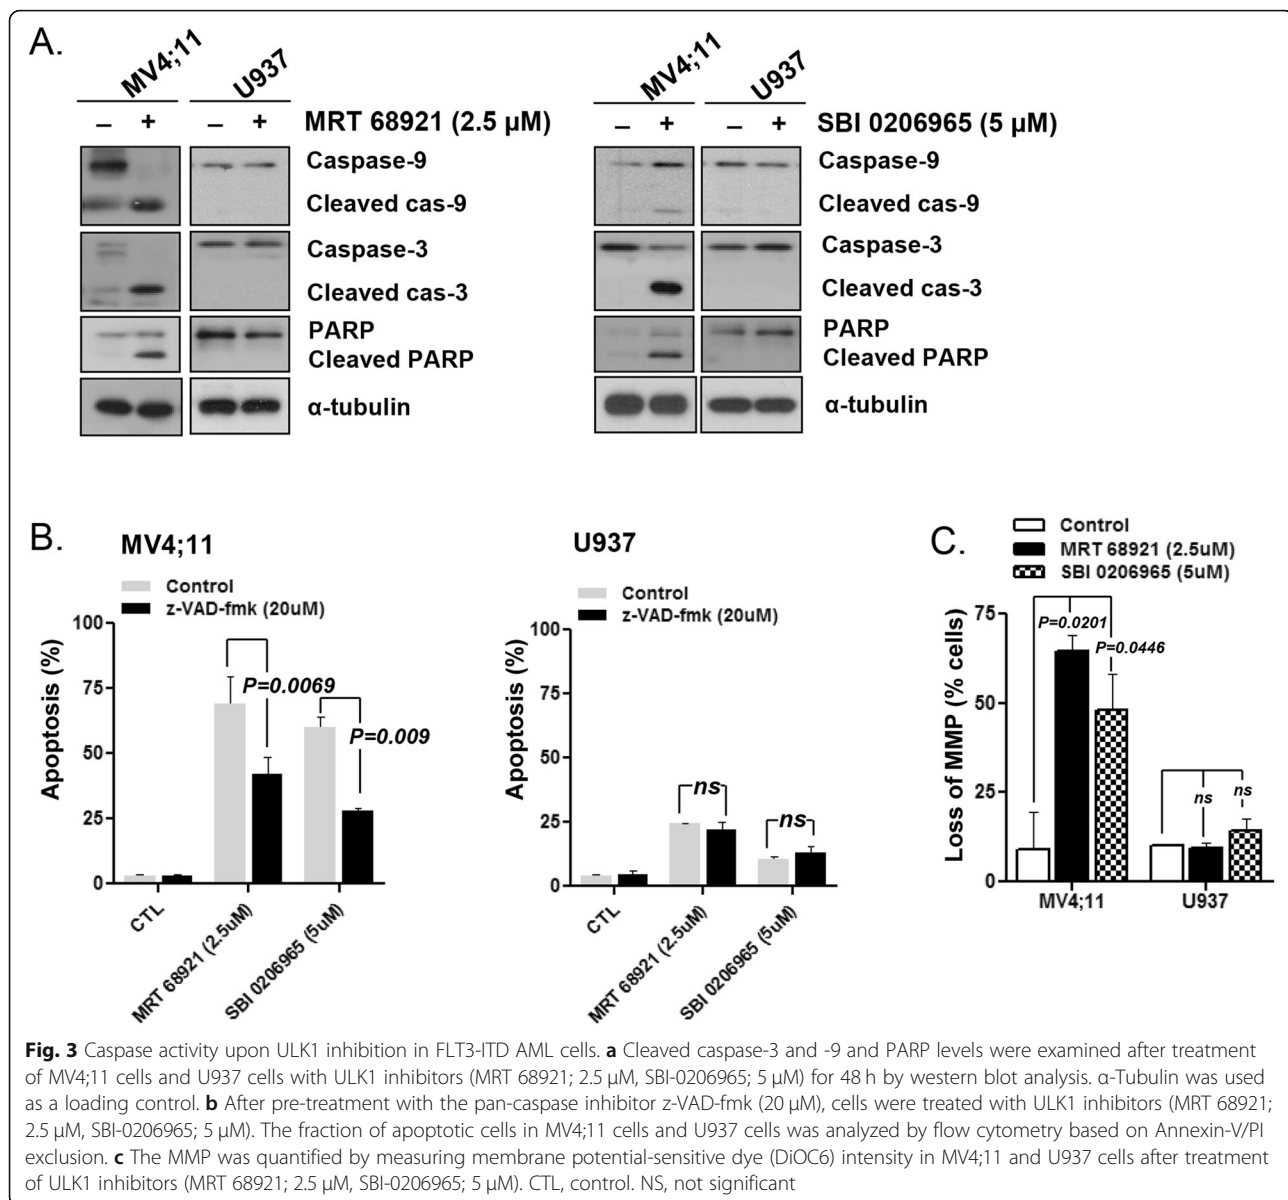 A.
MV4;11 U937
– + – + MRT 68921 (2.5 µM)
Caspase-9
Cleaved cas-9
Caspase-3
Cleaved cas-3
PARP
Cleaved PARP
α-tubulin
MV4;11 U937
– + – + SBI 0206965 (5 µM)
Caspase-9
Cleaved cas-9
Caspase-3
Cleaved cas-3
PARP
Cleaved PARP
α-tubulin
B.
MV4;11
Control
z-VAD-fmk (20uM)
Apoptosis (%)
100
75
50
25
0
P=0.0069
P=0.009
CTL
MRT 68921 (2.5uM)
SBI 0206965 (5uM)
U937
Control
z-VAD-fmk (20uM)
Apoptosis (%)
100
75
50
25
0
ns
ns
CTL
MRT 68921 (2.5uM)
SBI 0206965 (5uM)
C.
Control
MRT 68921 (2.5uM)
SBI 0206965 (5uM)
Loss of MMP (% cells)
75
50
25
0
P=0.0201
P=0.0446
ns
ns
MV4;11
U937
Fig. 3 Caspase activity upon ULK1 inhibition in FLT3-ITD AML cells. a Cleaved caspase-3 and -9 and PARP levels were examined after treatment
of MV4;11 cells and U937 cells with ULK1 inhibitors (MRT 68921; 2.5 µM, SBI-0206965; 5 µM) for 48 h by western blot analysis. α-Tubulin was used
as a loading control. b After pre-treatment with the pan-caspase inhibitor z-VAD-fmk (20 µM), cells were treated with ULK1 inhibitors (MRT 68921;
2.5 µM, SBI-0206965; 5 µM). The fraction of apoptotic cells in MV4;11 cells and U937 cells was analyzed by flow cytometry based on Annexin-V/PI
exclusion. c The MMP was quantified by measuring membrane potential-sensitive dye (DiOC6) intensity in MV4;11 and U937 cells after treatment
of ULK1 inhibitors (MRT 68921; 2.5 µM, SBI-0206965; 5 µM). CTL, control. NS, not significant